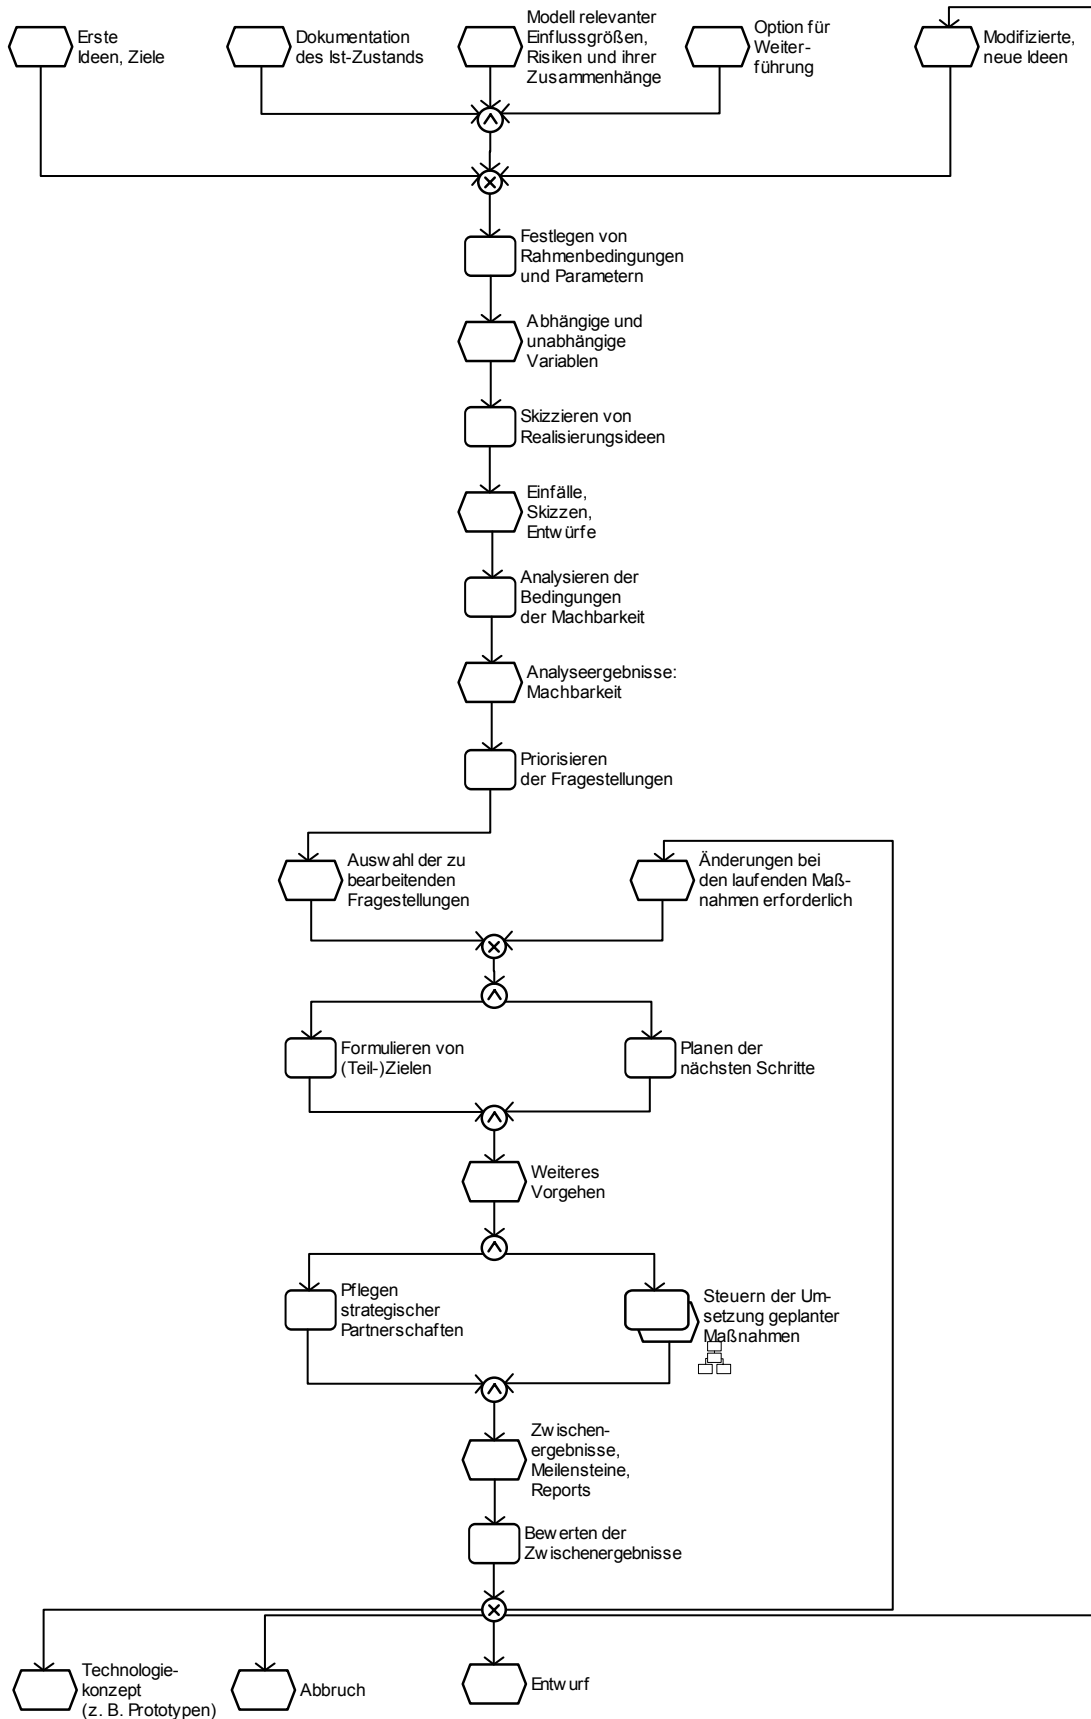 Erste
Ideen, Ziele
Dokumentation
des Ist-Zustands
Modell relevanter
Einflussgrößen,
Risiken und ihrer
Zusammenhänge
Option für
Weiter-
führung
Modifizierte,
neue Ideen
Festlegen von
Rahmenbedingungen
und Parametern
Abhängige und
unabhängige
Variablen
Skizzieren von
Realisierungsideen
Einfälle,
Skizzen,
Entwürfe
Analysieren der
Bedingungen
der Machbarkeit
Analyseergebnisse:
Machbarkeit
Priorisieren
der Fragestellungen
Auswahl der zu
bearbeitenden
Fragestellungen
Änderungen bei
den laufenden Maß-
nahmen erforderlich
Formulieren von
(Teil-)Zielen
Planen der
nächsten Schritte
Weiteres
Vorgehen
Pflegen
strategischer
Partnerschaften
Steuern der Um-
setzung geplanter
Maßnahmen
Zwischen-
ergebnisse,
Meilensteine,
Reports
Bewerten der
Zwischenergebnisse
Technologie-
konzept
(z. B. Prototypen)
Abbruch
Entwurf